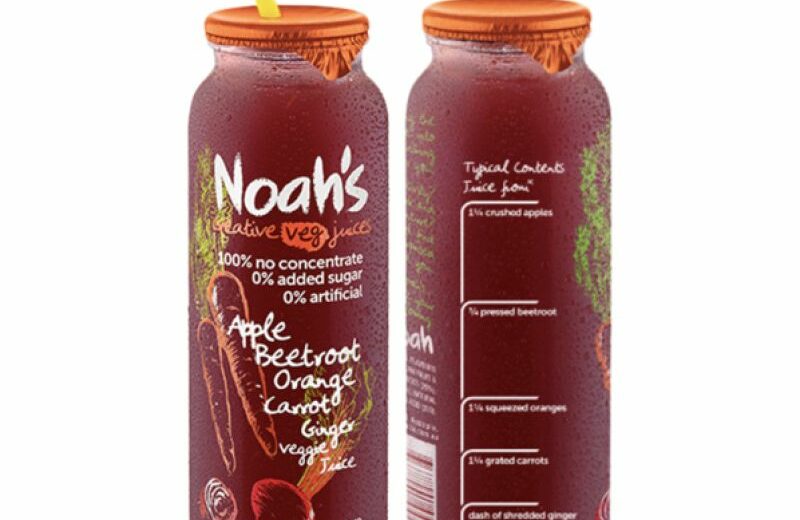 Noah's
creative veg juices
100% no concentrate
0% added sugar
0% artificial
Apple
Beetroot
Orange
Carrot
Ginger
veggie
Juice
Typical Contents
Juice from*
1¼ crushed apples
¾ pressed beetroot
1¼ squeezed oranges
1¼ grated carrots
dash of shredded ginger
oah